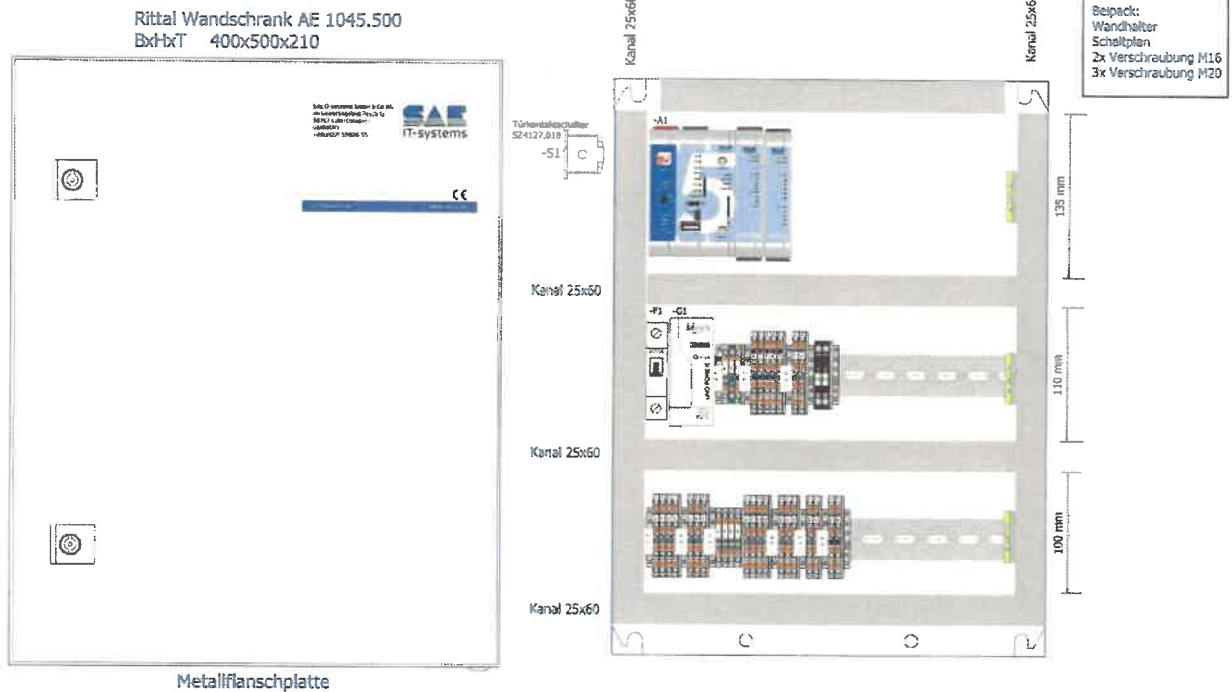 Rittal Wandschrank AE 1045.500
BxHxT 400x500x210
SAE
IT-systems
CE
Türkontaktschalter
SZ4127.010
-S1
Kanal 25x60
Kanal 25x6
Beipack:
Wandhalter
Schaltplan
2x Verschraubung M16
3x Verschraubung M20
-A1
135 mm
Kanal 25x60
-F1 -G1
110 mm
Kanal 25x60
100 mm
Kanal 25x60
Metallflanschplatte